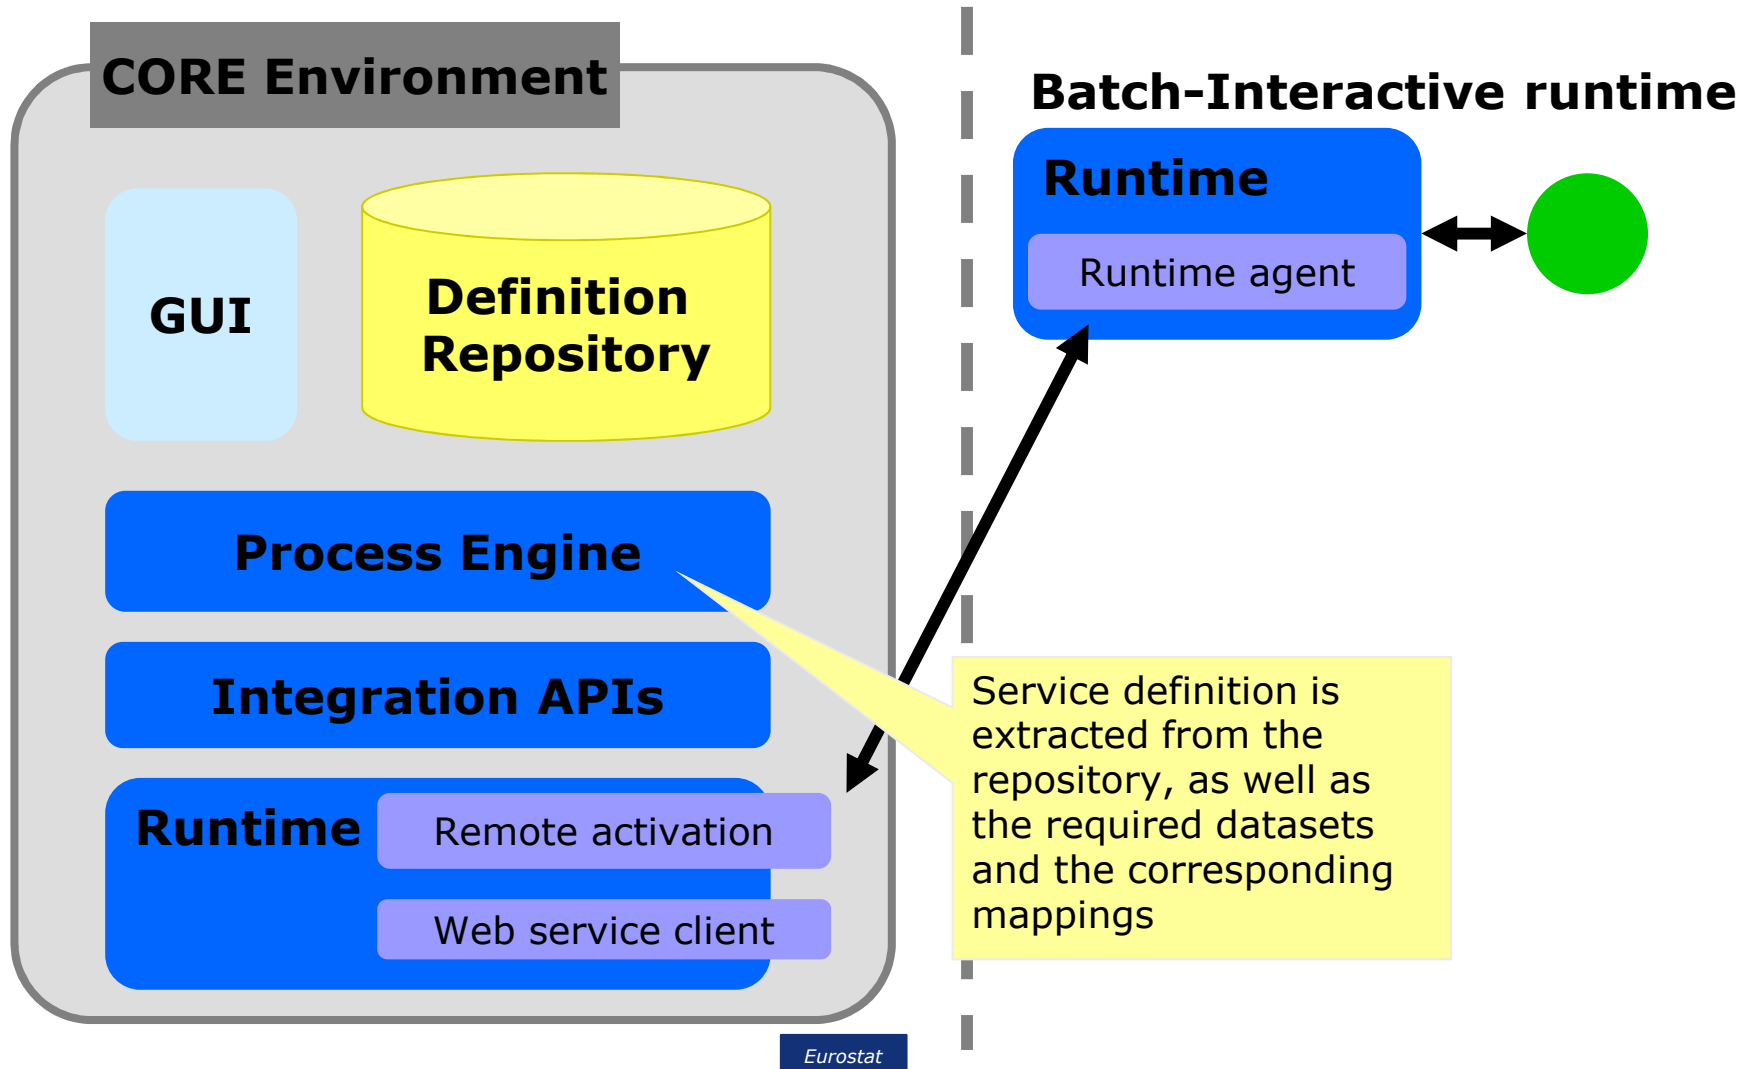 CORE Environment
Batch-Interactive runtime
Runtime
Runtime agent
GUI
Definition
Repository
Process Engine
Integration APIs
Service definition is
extracted from the
repository, as well as
the required datasets
and the corresponding
mappings
Runtime
Remote activation
Web service client
Eurostat